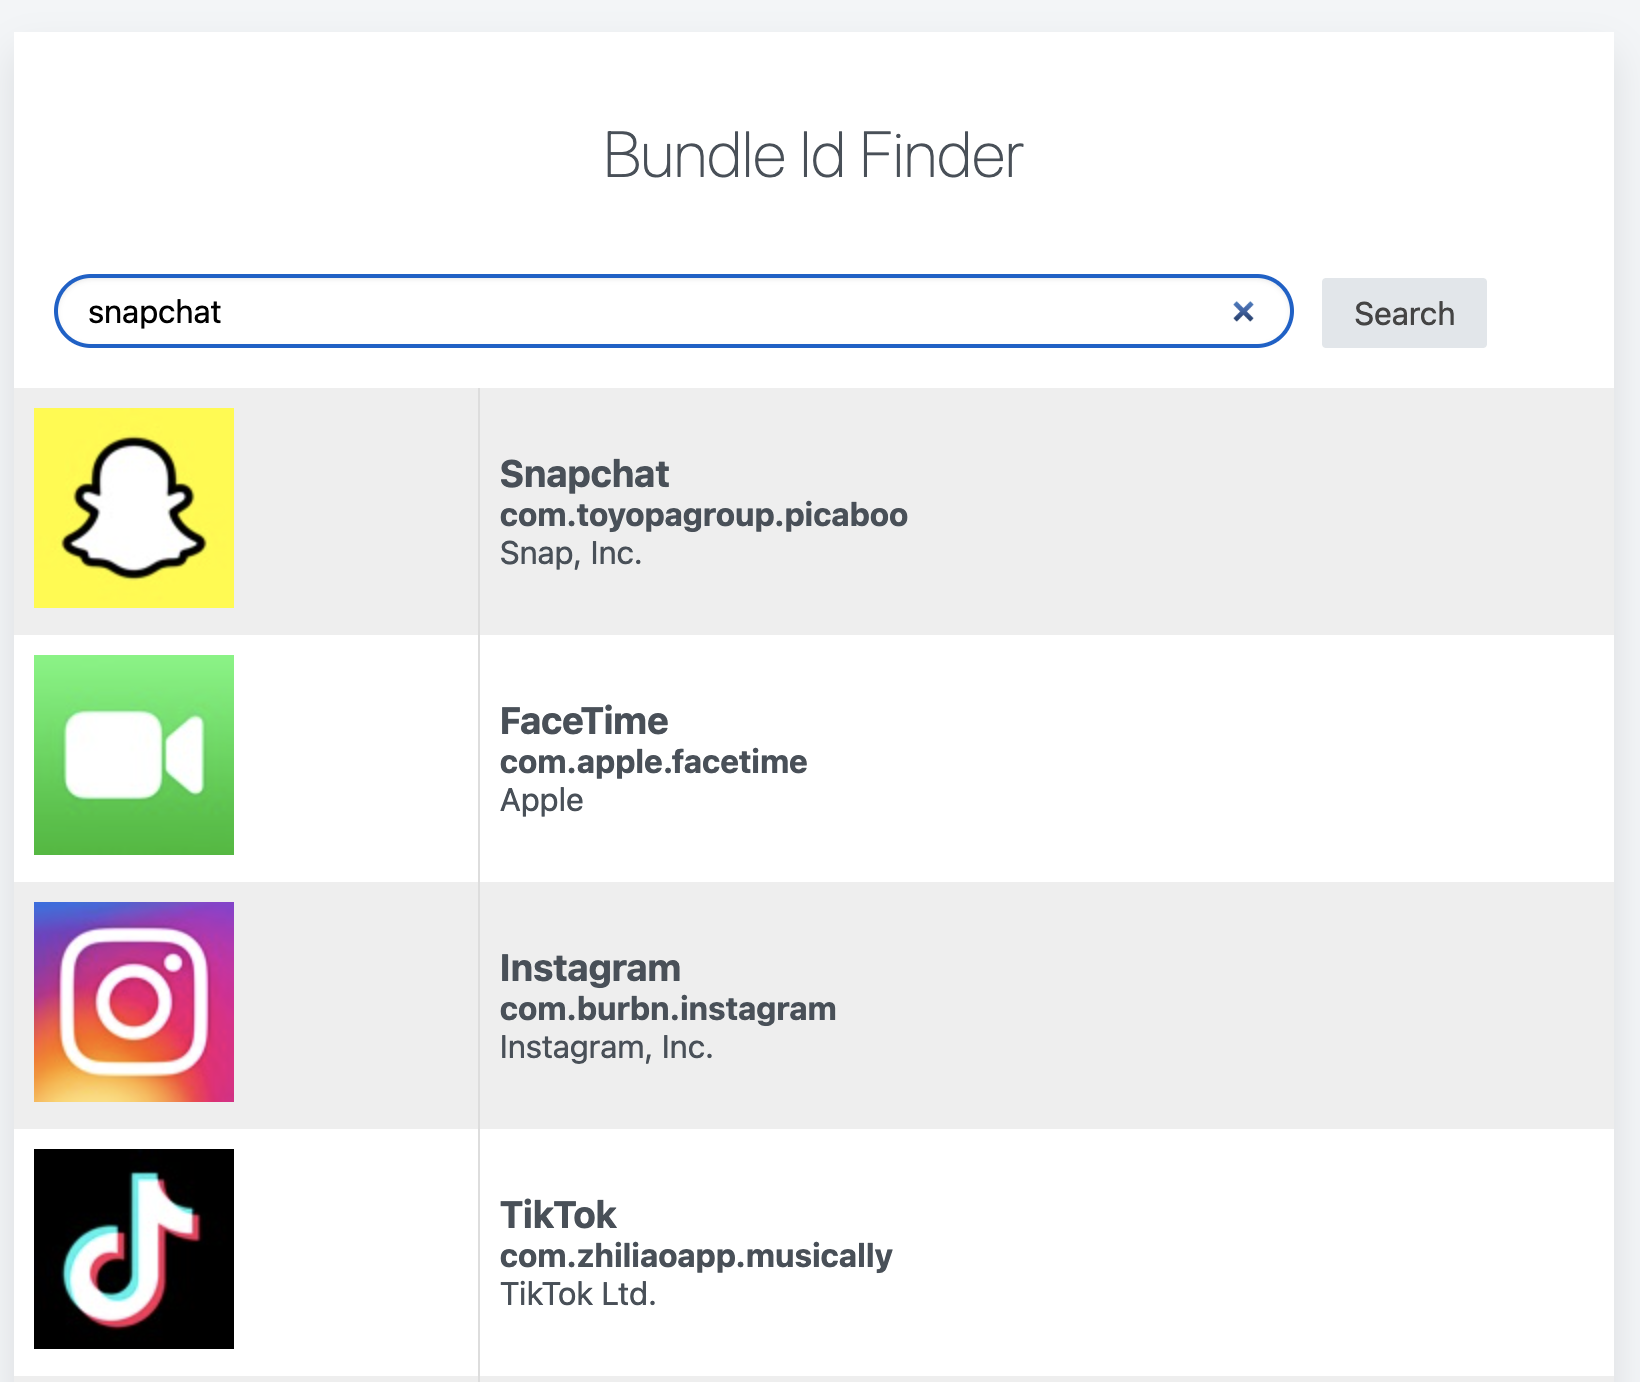 Bundle Id Finder
snapchat
Search
Snapchat
com.toyopagroup.picaboo
Snap, Inc.
FaceTime
com.apple.facetime
Apple
Instagram
com.burbn.instagram
Instagram, Inc.
TikTok
com.zhiliaoapp.musically
TikTok Ltd.